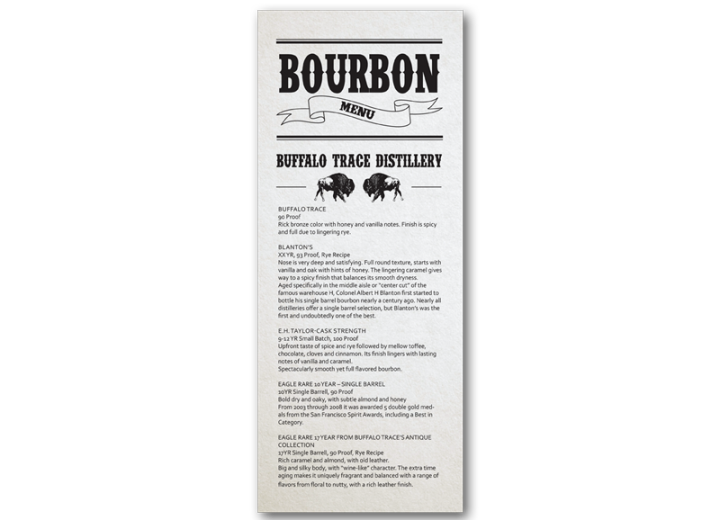 BOURBON
MENU
BUFFALO TRACE DISTILLERY
BUFFALO TRACE
90 Proof
Rick bronze color with honey and vanilla notes. Finish is spicy
and full due to lingering rye.
BLANTON'S
XXYR, 93 Proof, Rye Recipe
Nose is very deep and satisfying. Full round texture, starts with
vanilla and oak with hints of honey. The lingering caramel gives
way to a spicy finish that balances its smooth dryness.
Aged specifically in the middle aisle or "center cut" of the
famous warehouse H, Colonel Albert H Blanton first started to
bottle his single barrel bourbon nearly a century ago. Nearly all
distilleries offer a single barrel selection, but Blanton's was the
first and undoubtedly one of the best.
E.H. TAYLOR-CASK STRENGTH
9-12 YR Small Batch, 100 Proof
Upfront taste of spice and rye followed by mellow toffee,
chocolate, cloves and cinnamon. Its finish lingers with lasting
notes of vanilla and caramel.
Spectacularly smooth yet full flavored bourbon.
EAGLE RARE 10 YEAR – SINGLE BARREL
10YR Single Barrell, 90 Proof
Bold dry and oaky, with subtle almond and honey
From 2003 through 2008 it was awarded 5 double gold med-
als from the San Francisco Spirit Awards, including a Best in
Category.
EAGLE RARE 17 YEAR FROM BUFFALO TRACE'S ANTIQUE
COLLECTION
17YR Single Barrell, 90 Proof, Rye Recipe
Rich caramel and almond, with old leather.
Big and silky body, with "wine-like" character. The extra time
aging makes it uniquely fragrant and balanced with a range of
flavors from floral to nutty, with a rich leather finish.